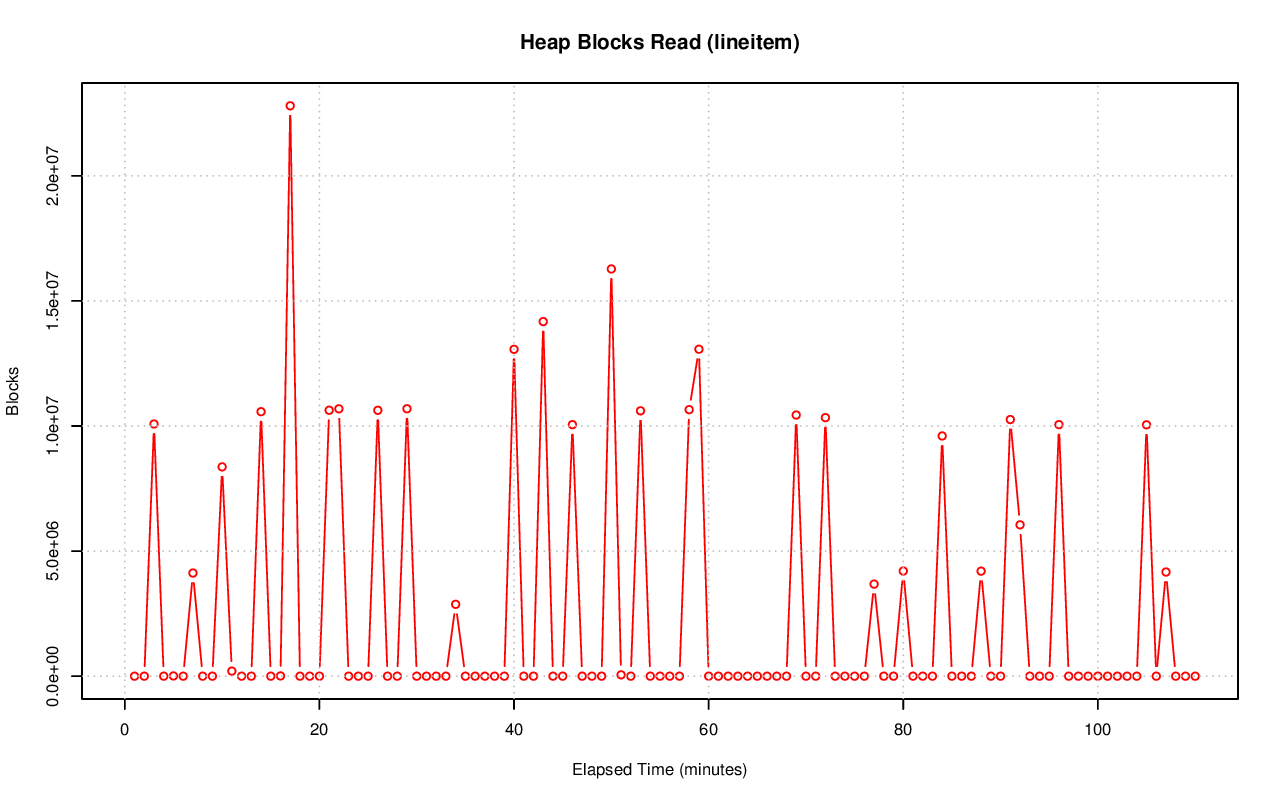 Heap Blocks Read (lineitem)
Blocks
2.0e+07
1.5e+07
1.0e+07
5.0e+06
0.0e+00
0 20 40 60 80 100
Elapsed Time (minutes)